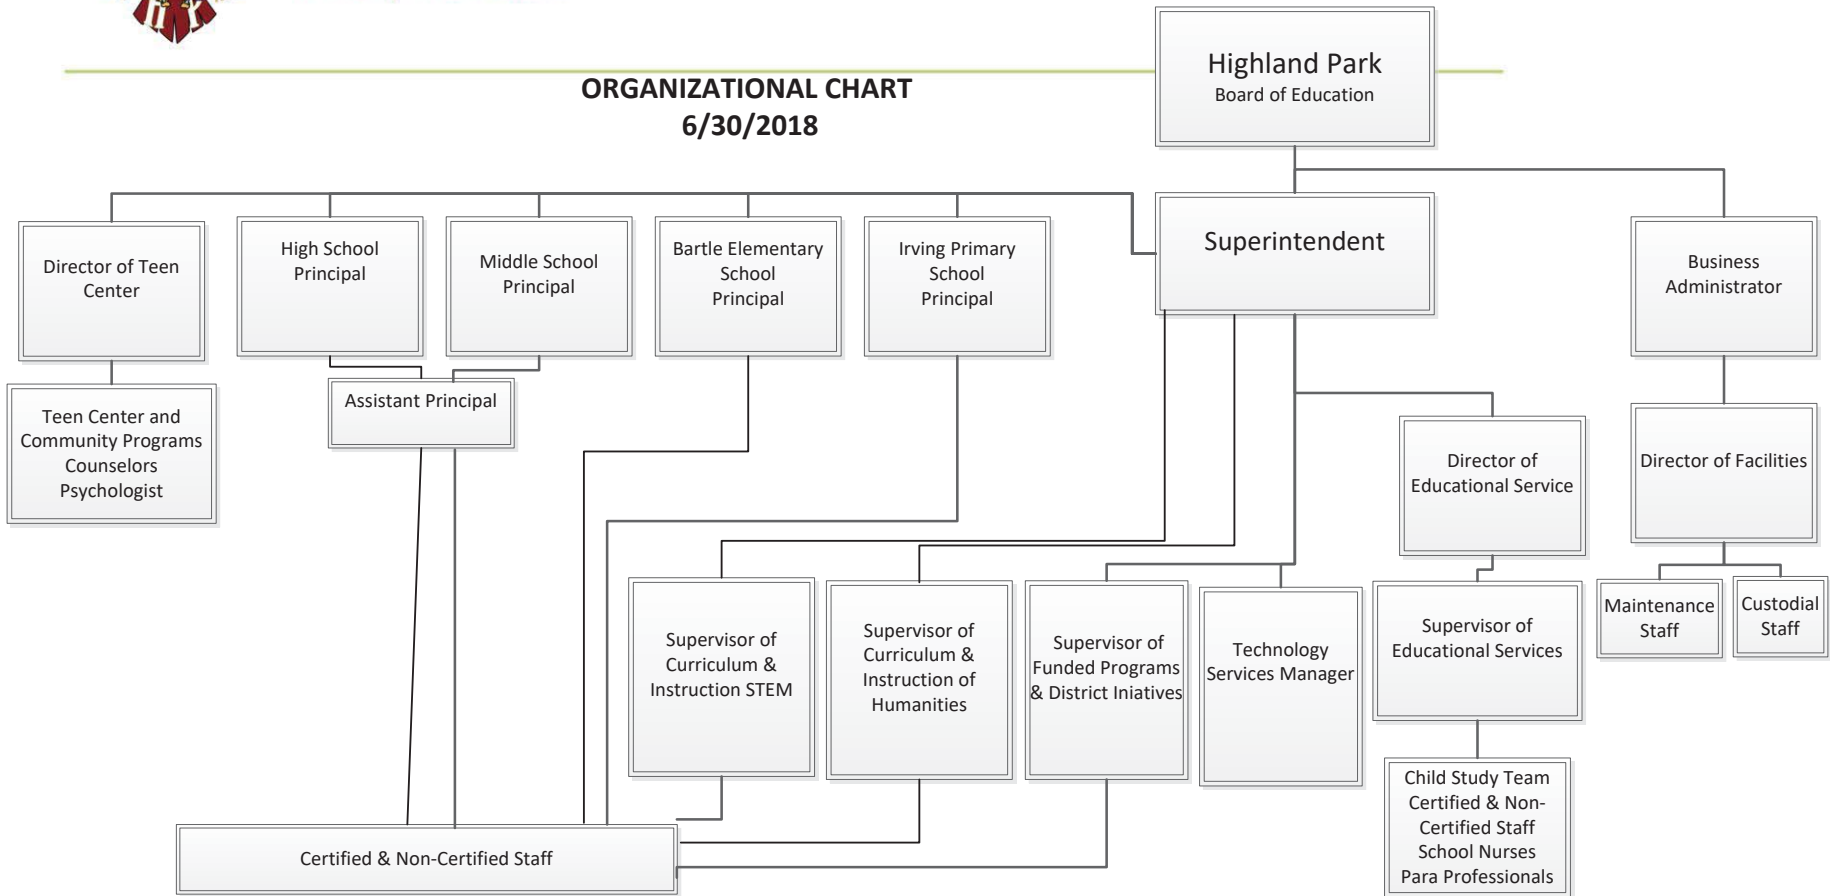 Highland Park
Board of Education
ORGANIZATIONAL CHART
6/30/2018
Superintendent
Director of Teen
Center
High School
Principal
Middle School
Principal
Bartle Elementary
School
Principal
Irving Primary
School
Principal
Business
Administrator
Teen Center and
Community Programs
Counselors
Psychologist
Assistant Principal
Director of
Educational Service
Director of Facilities
Supervisor of
Curriculum &
Instruction STEM
Supervisor of
Curriculum &
Instruction of
Humanities
Supervisor of
Funded Programs
& District Iniatives
Technology
Services Manager
Supervisor of
Educational Services
Maintenance
Staff
Custodial
Staff
Child Study Team
Certified & Non-
Certified Staff
School Nurses
Para Professionals
Certified & Non-Certified Staff